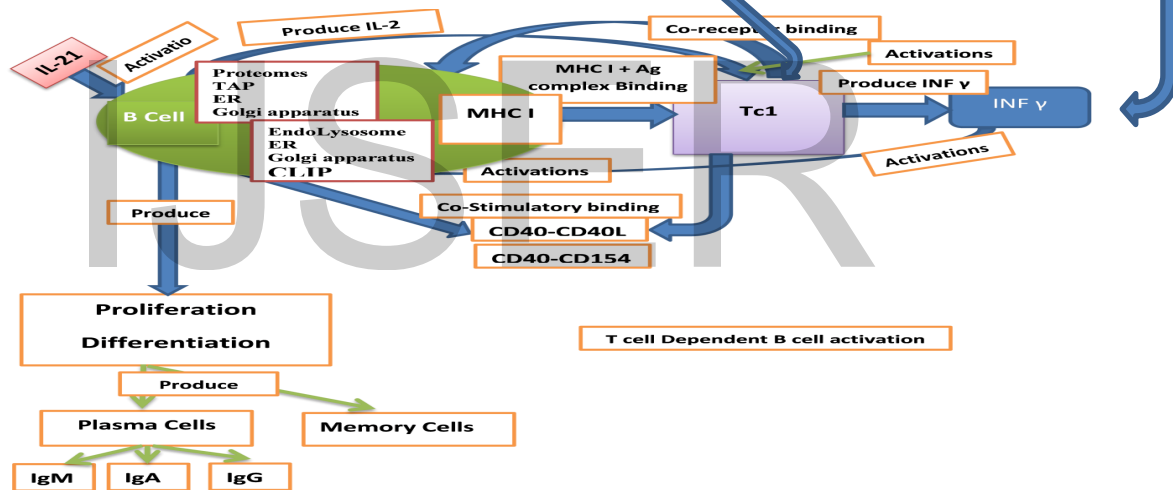 IL-21
Activatio
Produce IL-2
Co-receptor binding
Activations
Proteomes
TAP
ER
Golgi apparatus
MHC I + Ag
complex Binding
Produce INF γ
B Cell
MHC I
Tc1
INF γ
EndoLysosome
ER
Golgi apparatus
CLIP
Activations
Activations
Produce
Co-Stimulatory binding
CD40-CD40L
CD40-CD154
IJSER
Proliferation
Differentiation
T cell Dependent B cell activation
Produce
Plasma Cells
Memory Cells
IgM
IgA
IgG